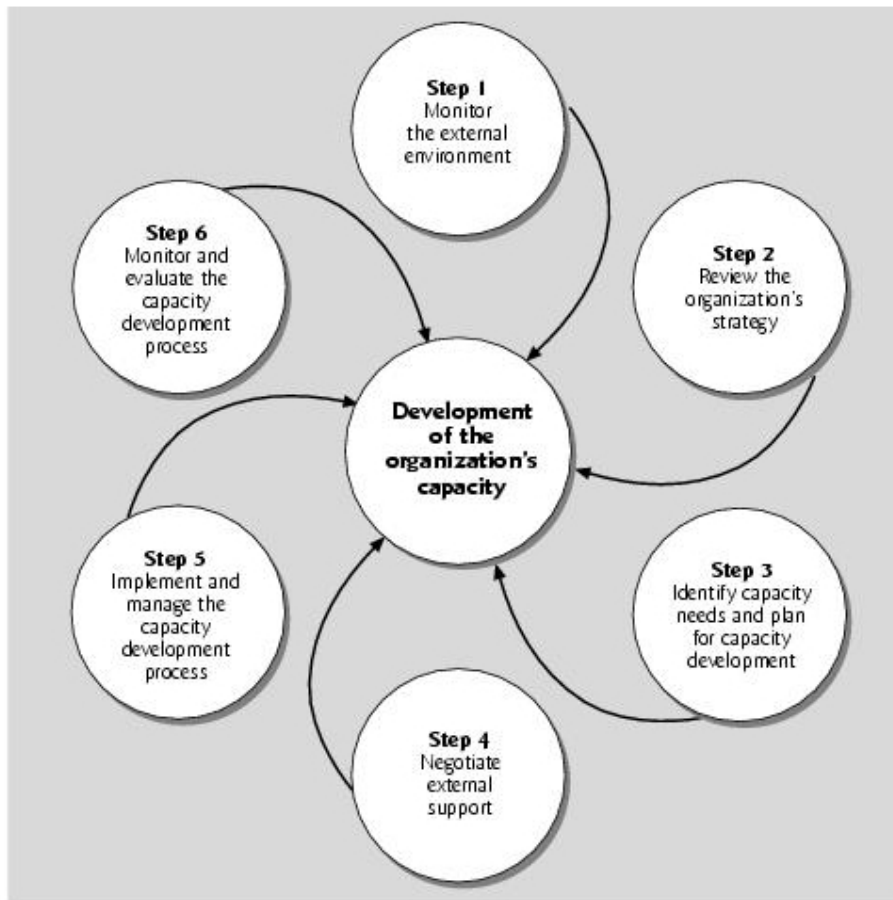 Step 1
Monitor
the external
environment
Step 2
Review the
organization's
strategy
Step 3
Identify capacity
needs and plan
for capacity
development
Step 4
Negotiate
external
support
Step 5
Implement and
manage the
capacity
development
process
Step 6
Monitor and
evaluate the
capacity
development
process
Development
of the
organization's
capacity